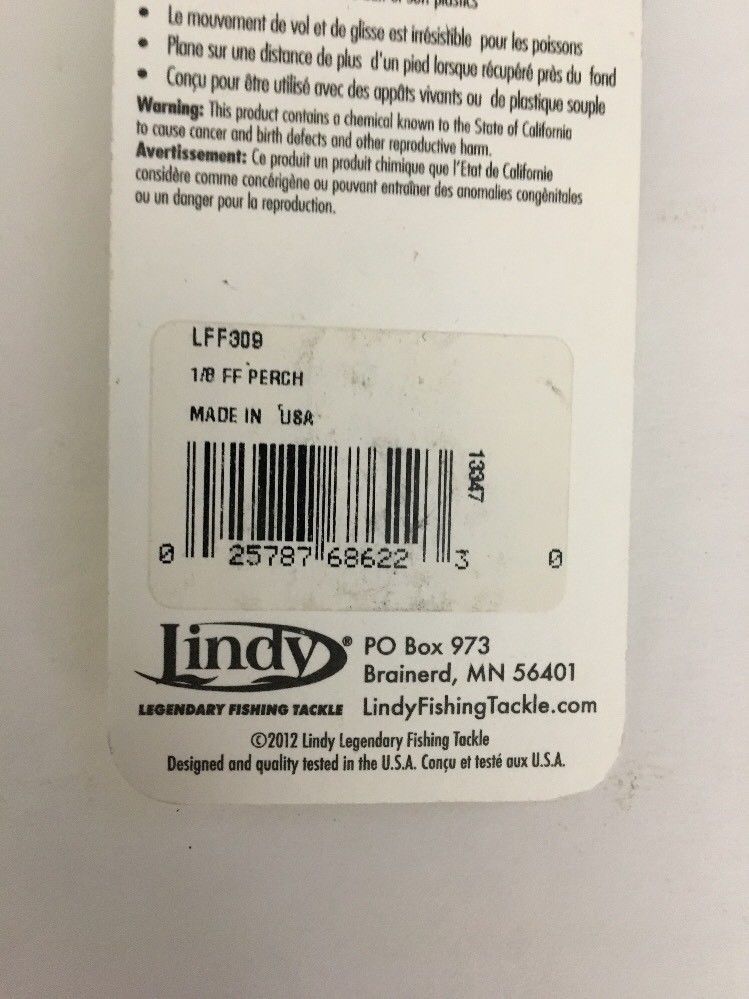 plastics
• Le mouvement de vol et de glisse est irrésistible pour les poissons
• Plane sur une distance de plus d'un pied lorsque récupéré près du fond
• Conçu pour être utilisé avec des appâts vivants ou de plastique souple
Warning: This product contains a chemical known to the State of California
to cause cancer and birth defects and other reproductive harm.
Avertissement: Ce produit un produit chimique que l'Etat de Californie
considère comme concérigène ou pouvant entraîner des anomalies congènitales
ou un danger pour la reproduction.
LFF309
1/8 FF PERCH
MADE IN USA
13347
0 25787 68622 3 0
Lindy®
LEGENDARY FISHING TACKLE
PO Box 973
Brainerd, MN 56401
LindyFishingTackle.com
©2012 Lindy Legendary Fishing Tackle
Designed and quality tested in the U.S.A. Conçu et testé aux U.S.A.